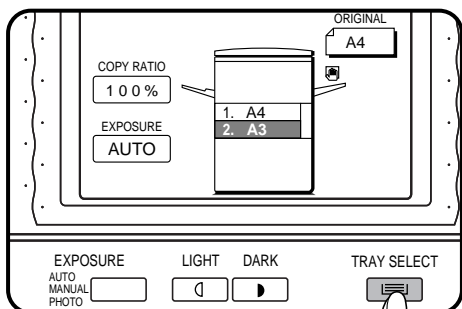 ORIGINAL
A4
COPY RATIO
100%
1. A4
2. A3
EXPOSURE
AUTO
EXPOSURE
LIGHT
DARK
TRAY SELECT
AUTO
MANUAL
PHOTO